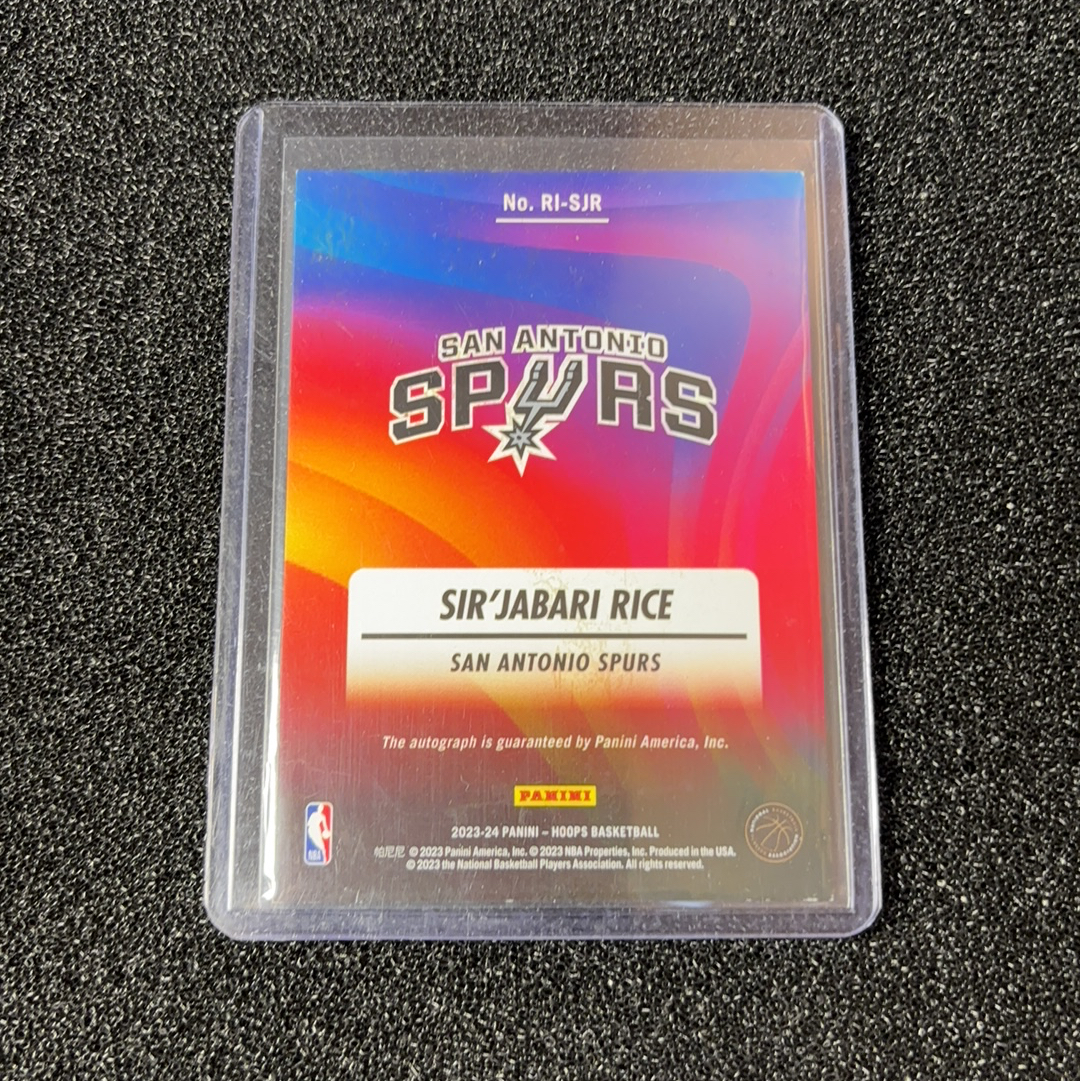 No. RI-SJR
SAN ANTONIO
SPURS
SIR'JABARI RICE
SAN ANTONIO SPURS
The autograph is guaranteed by Panini America, Inc.
PANINI
2023-24 PANINI – HOOPS BASKETBALL
帕尼尼 © 2023 Panini America, Inc. © 2023 NBA Properties, Inc. Produced in the USA.
© 2023 the National Basketball Players Association. All rights reserved.
NBA